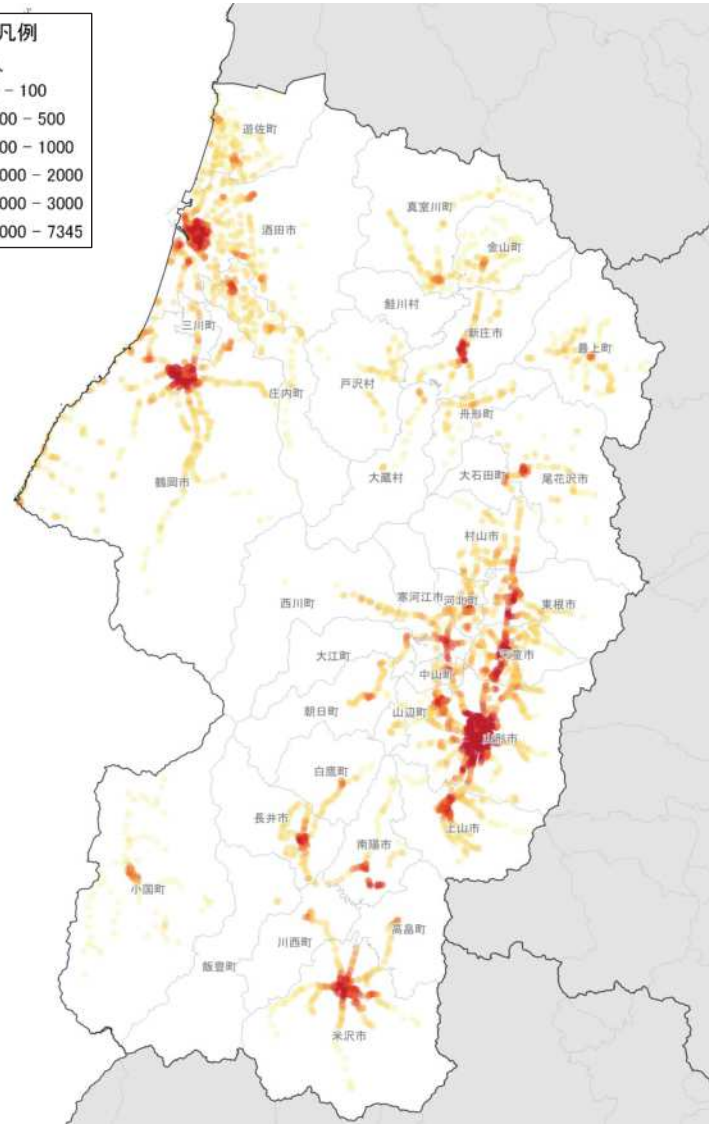 凡例
人
- 100
00 - 500
00 - 1000
000 - 2000
000 - 3000
000 - 7345
遊佐町
真室川町
酒田市
金山町
鮭川村
三川町
新庄市
最上町
戸沢村
庄内町
舟形町
大蔵村
大石田町
尾花沢市
鶴岡市
村山市
西川町
寒河江市
河北町
東根市
大江町
天童市
中山町
朝日町
山辺町
山形市
白鷹町
長井市
上山市
南陽市
小国町
川西町
高畠町
飯豊町
米沢市